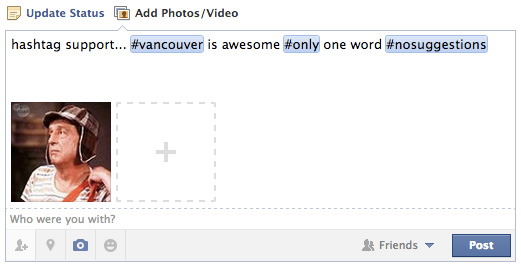 Update Status Add Photos/Video
hashtag support... #vancouver is awesome #only one word #nosuggestions
Who were you with?
Friends Post